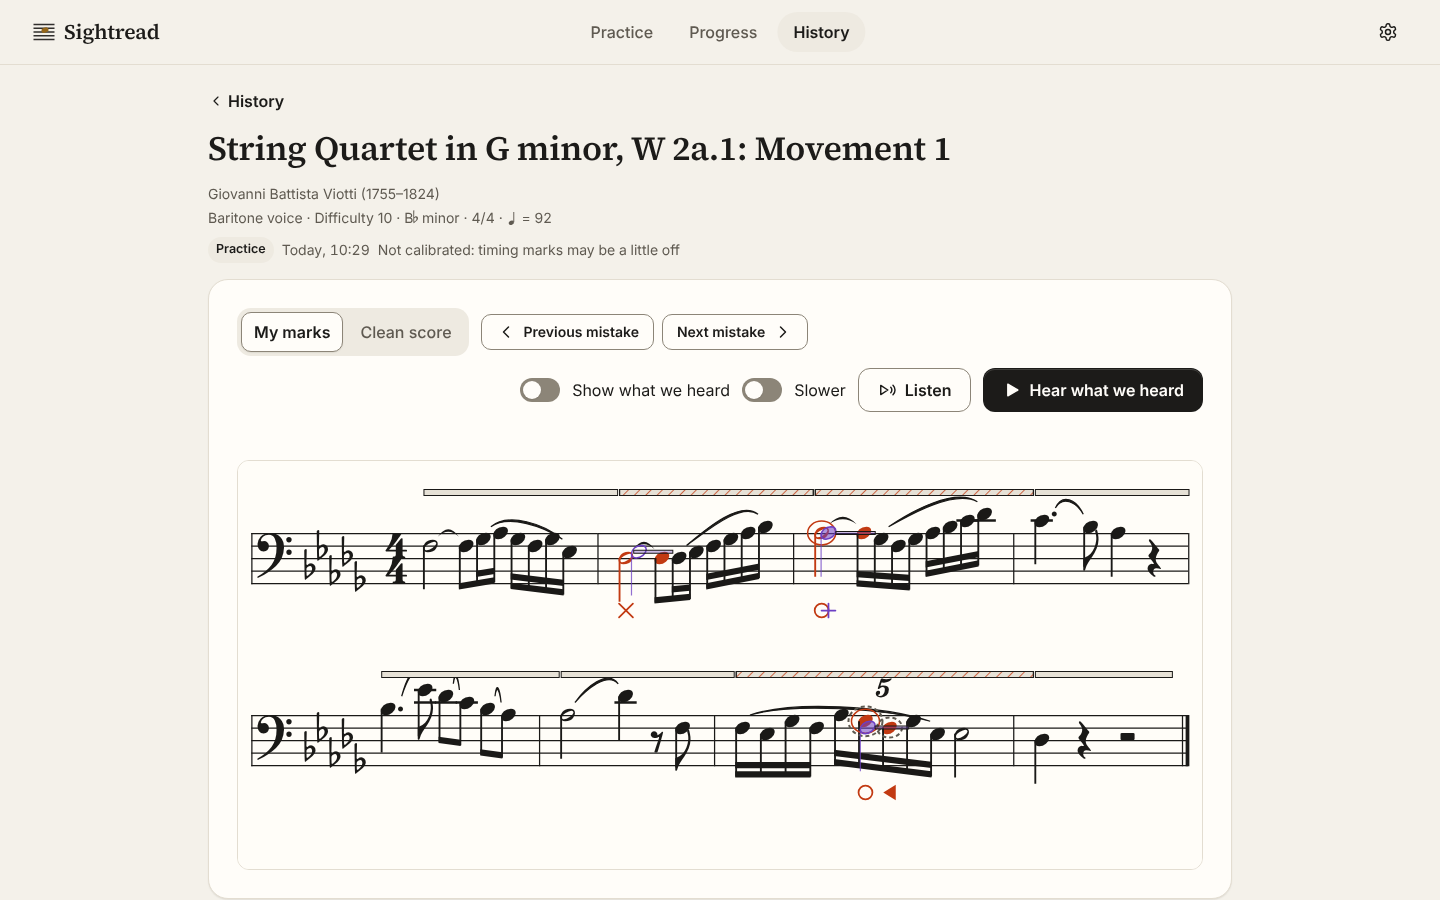 Sightread
Practice
Progress
History
History
String Quartet in G minor, W 2a.1: Movement 1
Giovanni Battista Viotti (1755–1824)
Baritone voice · Difficulty 10 · B♭ minor · 4/4 · ♩ = 92
Practice Today, 10:29 Not calibrated: timing marks may be a little off
My marks
Clean score
Previous mistake
Next mistake
Show what we heard
Slower
Listen
Hear what we heard
4
4
5